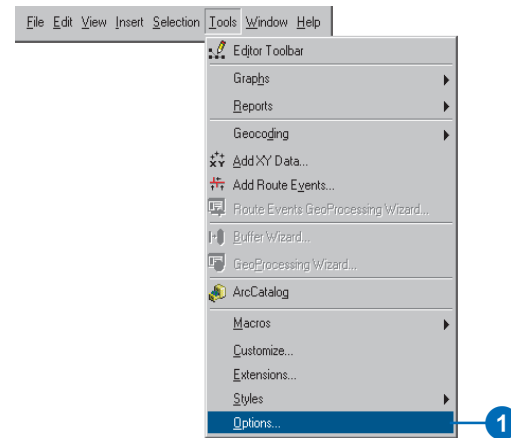 File Edit View Insert Selection Tools Window Help
Editor Toolbar
Graphs
Reports
Geocoding
Add XY Data...
Add Route Events...
Route Events GeoProcessing Wizard...
Buffer Wizard...
GeoProcessing Wizard...
ArcCatalog
Macros
Customize...
Extensions...
Styles
Options...
1